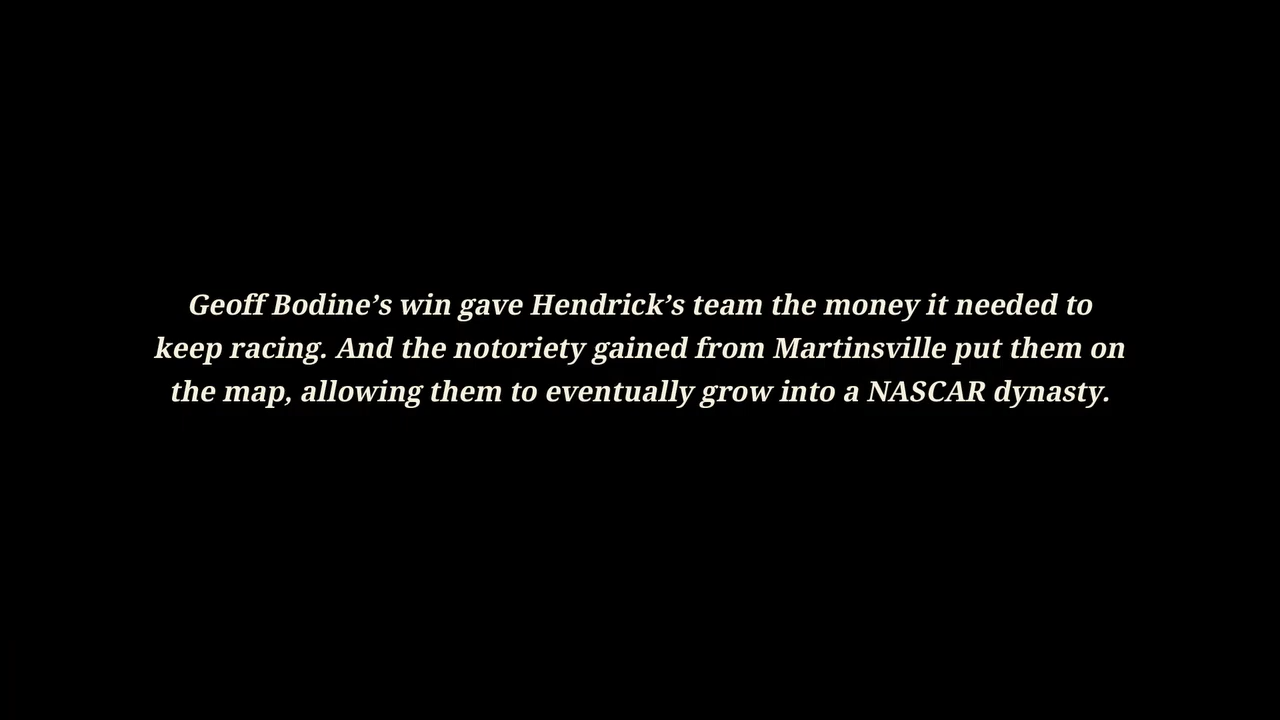 Geoff Bodine’s win gave Hendrick’s team the money it needed to
keep racing. And the notoriety gained from Martinsville put them on
the map, allowing them to eventually grow into a NASCAR dynasty.